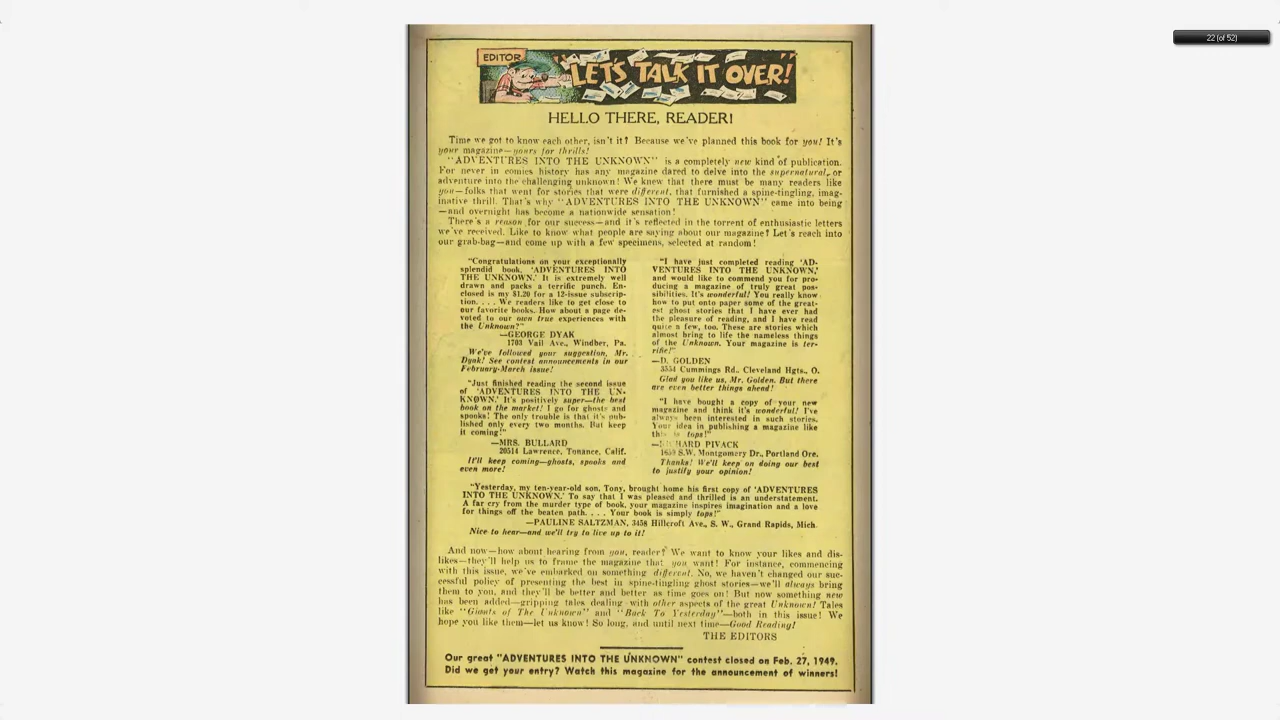 22 (of 52)
EDITOR
"LET'S TALK IT OVER!"
HELLO THERE, READER!
Time we got to know each other, isn't it? Because we've planned this book for you! It's
your magazine—yours for thrills!
"ADVENTURES INTO THE UNKNOWN" is a completely new kind of publication.
For never in comics history has any magazine dared to delve into the supernatural, or
adventure into the challenging unknown! We knew that there must be many readers like
you—folks that went for stories that were different, that furnished a spine-tingling, imag-
inative thrill. That's why "ADVENTURES INTO THE UNKNOWN" came into being
—and overnight has become a nationwide sensation!
There's a reason for our success—and it's reflected in the torrent of enthusiastic letters
we've received. Like to know what people are saying about our magazine? Let's reach into
our grab-bag—and come up with a few specimens, selected at random!
"Congratulations on your exceptionally
splendid book, 'ADVENTURES INTO
THE UNKNOWN.' It is extremely well
drawn and packs a terrific punch. En-
closed is my $1.20 for a 12-issue subscrip-
tion. . . . We readers like to get close to
our favorite books. How about a page de-
voted to our own true experiences with
the Unknown?"
—GEORGE DYAK
1703 Vail Ave., Windber, Pa.
We've followed your suggestion, Mr.
Dyak! See contest announcements in our
February-March issue!
"Just finished reading the second issue
of 'ADVENTURES INTO THE UN-
KNOWN.' It's positively super—the best
book on the market! I go for ghosts and
spooks! The only trouble is that it's pub-
lished only every two months. But keep
it coming!"
—MRS. BULLARD
20514 Lawrence, Tonance, Calif.
It'll keep coming—ghosts, spooks and
even more!
"I have just completed reading 'AD-
VENTURES INTO THE UNKNOWN,'
and would like to commend you for pro-
ducing a magazine of truly great pos-
sibilities. It's wonderful! You really know
how to put onto paper some of the great-
est ghost stories that I have ever had
the pleasure of reading, and I have read
quite a few, too. These are stories which
almost bring to life the nameless things
of the Unknown. Your magazine is ter-
rific!"
—D. GOLDEN
3554 Cummings Rd., Cleveland Hgts., O.
Glad you like us, Mr. Golden. But there
are even better things ahead!
"I have bought a copy of your new
magazine and think it's wonderful! I've
always been interested in such stories.
Your idea in publishing a magazine like
this is tops!"
—RICHARD PIVACK
1659 S.W. Montgomery Dr., Portland Ore.
Thanks! We'll keep on doing our best
to justify your opinion!
"Yesterday, my ten-year-old son, Tony, brought home his first copy of 'ADVENTURES
INTO THE UNKNOWN.' To say that I was pleased and thrilled is an understatement.
A far cry from the murder type of book, your magazine inspires imagination and a love
for things off the beaten path. . . . Your book is simply tops!"
—PAULINE SALTZMAN, 3458 Hillcroft Ave., S. W., Grand Rapids, Mich.
Nice to hear—and we'll try to live up to it!
And now—how about hearing from you, reader? We want to know your likes and dis-
likes—they'll help us to frame the magazine that you want! For instance, commencing
with this issue, we've embarked on something different. No, we haven't changed our suc-
cessful policy of presenting the best in spine-tingling ghost stories—we'll always bring
them to you, and they'll be better and better as time goes on! But now something new
has been added—gripping tales dealing with other aspects of the great Unknown! Tales
like "Giants of The Unknown" and "Back To Yesterday"—both in this issue! We
hope you like them—let us know! So long, and until next time—Good Reading!
THE EDITORS
Our great "ADVENTURES INTO THE UNKNOWN" contest closed on Feb. 27, 1949.
Did we get your entry? Watch this magazine for the announcement of winners!